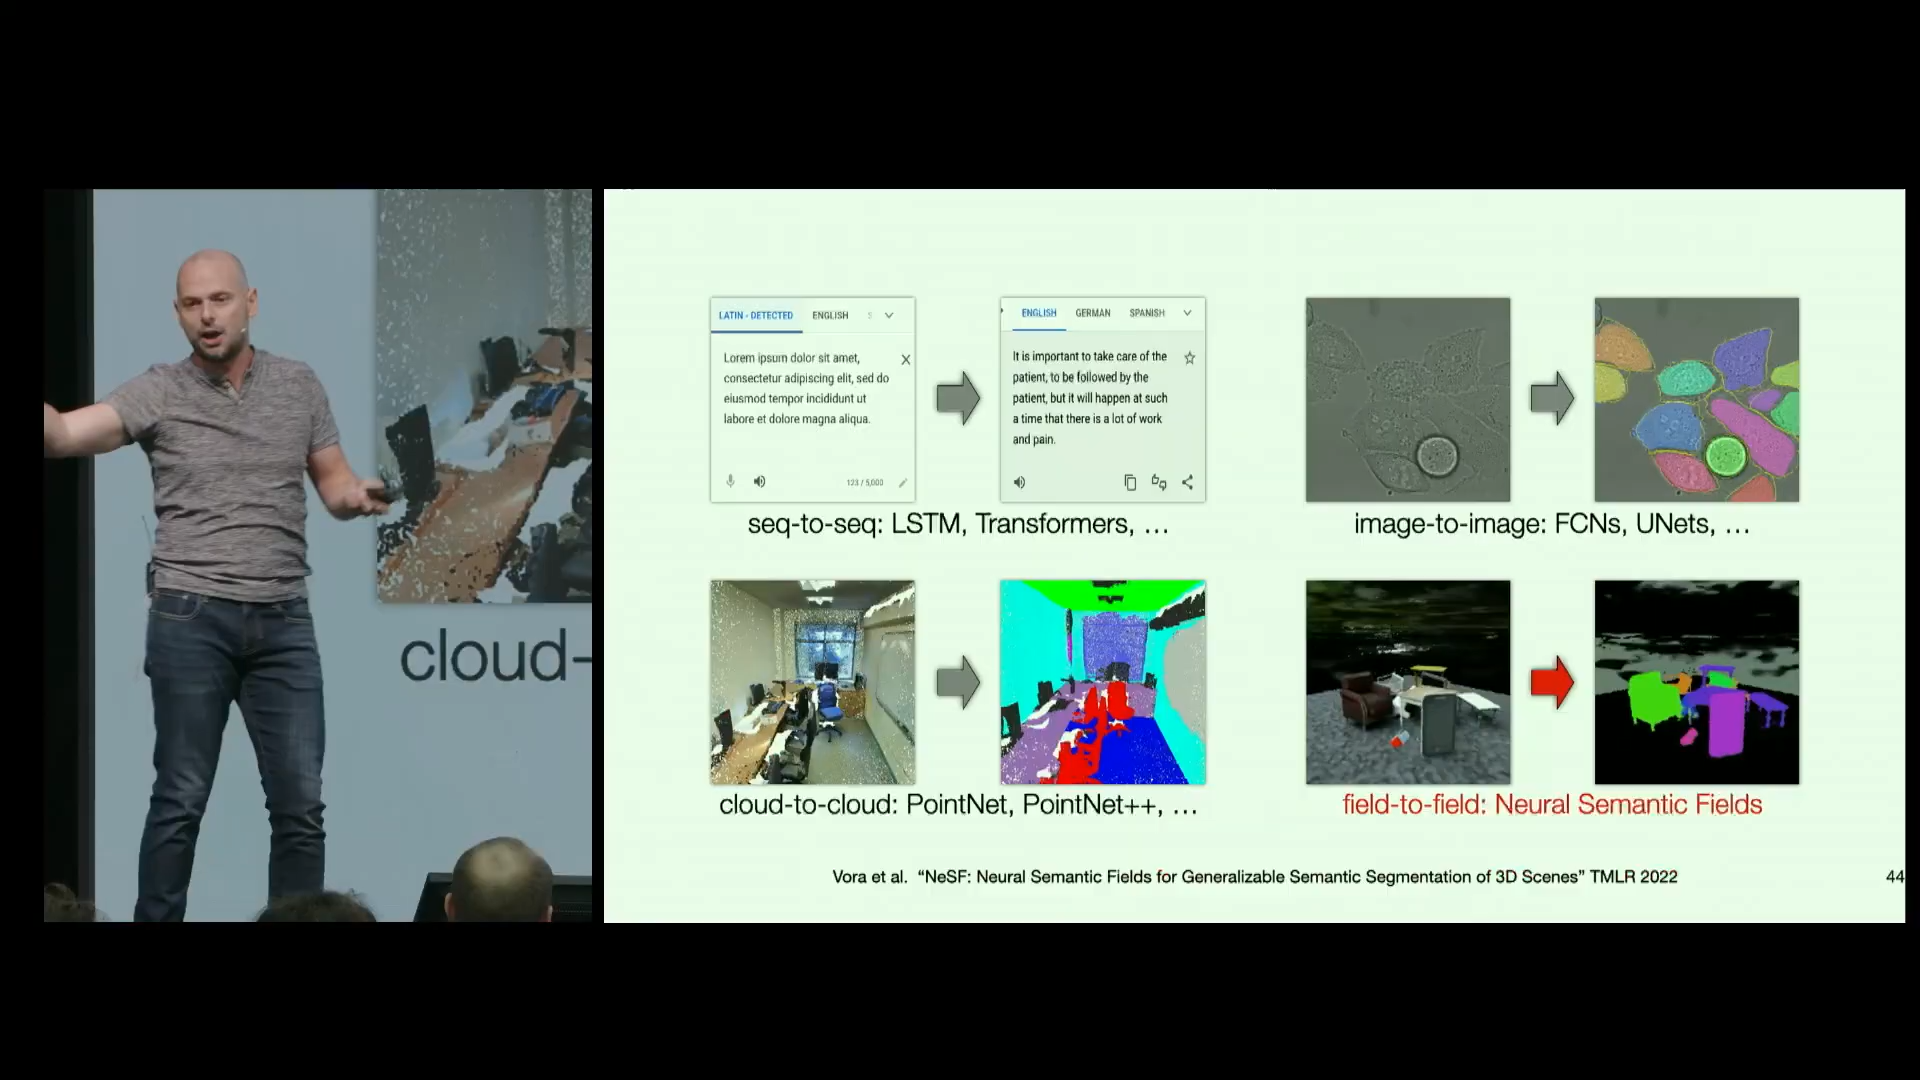 cloud-
LATIN - DETECTED ENGLISH S
Lorem ipsum dolor sit amet,
consectetur adipiscing elit, sed do
eiusmod tempor incididunt ut
labore et dolore magna aliqua.
123 / 5,000
ENGLISH GERMAN SPANISH
It is important to take care of the
patient, to be followed by the
patient, but it will happen at such
a time that there is a lot of work
and pain.
seq-to-seq: LSTM, Transformers, …
image-to-image: FCNs, UNets, …
cloud-to-cloud: PointNet, PointNet++, …
field-to-field: Neural Semantic Fields
Vora et al. “NeSF: Neural Semantic Fields for Generalizable Semantic Segmentation of 3D Scenes” TMLR 2022
44